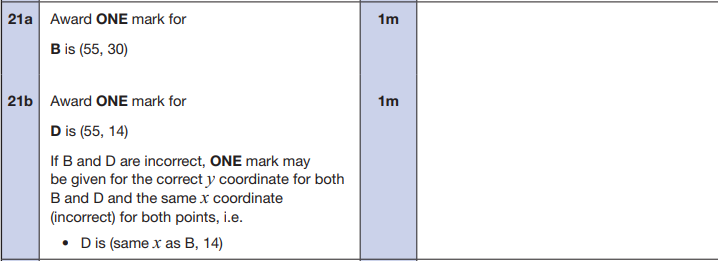 21a Award ONE mark for 1m
B is (55, 30)
21b Award ONE mark for 1m
D is (55, 14)
If B and D are incorrect, ONE mark may
be given for the correct y coordinate for both
B and D and the same x coordinate
(incorrect) for both points, i.e.
• D is (same x as B, 14)